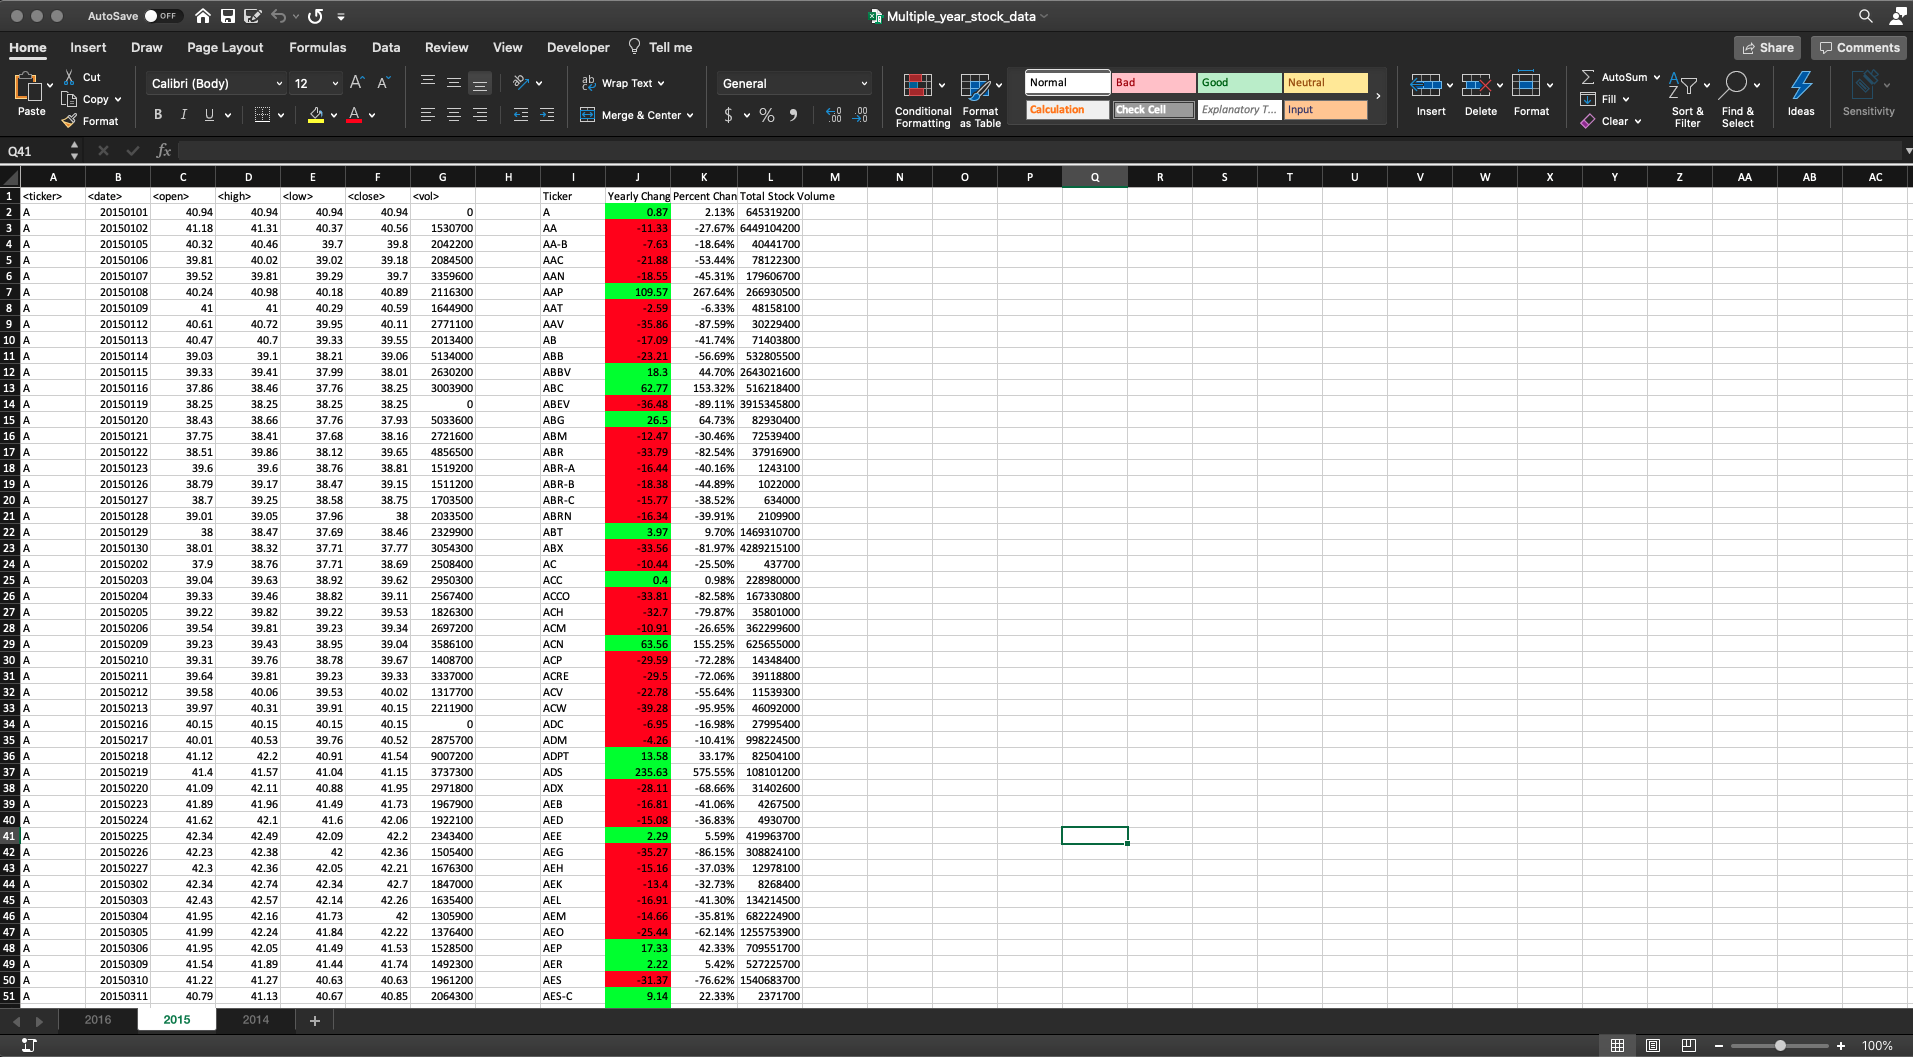 AutoSave OFF Multiple_year_stock_data
Home Insert Draw Page Layout Formulas Data Review View Developer Tell me Share Comments
Paste Cut Copy Format Calibri (Body) 12 A A B I U A ab Wrap Text Merge & Center General $ % Conditional Formatting Format as Table Normal Bad Good Neutral Calculation Check Cell Explanatory T... Input Insert Delete Format AutoSum Fill Clear Sort & Filter Find & Select Ideas Sensitivity
Q41 fx
A B C D E F G H I J K L M N O P Q R S T U V W X Y Z AA AB AC
1 <ticker> <date> <open> <high> <low> <close> <vol> Ticker Yearly Chang Percent Chan Total Stock Volume
2 A 20150101 40.94 40.94 40.94 40.94 0 A 0.87 2.13% 645319200
3 A 20150102 41.18 41.31 40.37 40.56 1530700 AA -11.33 -27.67% 6449104200
4 A 20150105 40.32 40.46 39.7 39.8 2042200 AA-B -7.63 -18.64% 40441700
5 A 20150106 39.81 40.02 39.02 39.18 2084500 AAC -21.88 -53.44% 78122300
6 A 20150107 39.52 39.81 39.29 39.7 3359600 AAN -18.55 -45.31% 179606700
7 A 20150108 40.24 40.98 40.18 40.89 2116300 AAP 109.57 267.64% 266930500
8 A 20150109 41 41 40.29 40.59 1644900 AAT -2.59 -6.33% 48158100
9 A 20150112 40.61 40.72 39.95 40.11 2771100 AAV -35.86 -87.59% 30229400
10 A 20150113 40.47 40.7 39.33 39.55 2013400 AB -17.09 -41.74% 71403800
11 A 20150114 39.03 39.1 38.21 39.06 5134000 ABB -23.21 -56.69% 532805500
12 A 20150115 39.33 39.41 37.99 38.01 2630200 ABBV 18.3 44.70% 2643021600
13 A 20150116 37.86 38.46 37.76 38.25 3003900 ABC 62.77 153.32% 516218400
14 A 20150119 38.25 38.25 38.25 38.25 0 ABEV -36.48 -89.11% 3915345800
15 A 20150120 38.43 38.66 37.76 37.93 5033600 ABG 26.5 64.73% 82930400
16 A 20150121 37.75 38.41 37.68 38.16 2721600 ABM -12.47 -30.46% 72539400
17 A 20150122 38.51 39.86 38.12 39.65 4856500 ABR -33.79 -82.54% 37916900
18 A 20150123 39.6 39.6 38.76 38.81 1519200 ABR-A -16.44 -40.16% 1243100
19 A 20150126 38.79 39.17 38.47 39.15 1511200 ABR-B -18.38 -44.89% 1022000
20 A 20150127 38.7 39.25 38.58 38.75 1703500 ABR-C -15.77 -38.52% 634000
21 A 20150128 39.01 39.05 37.96 38 2033500 ABRN -16.34 -39.91% 2109900
22 A 20150129 38 38.47 37.69 38.46 2329900 ABT 3.97 9.70% 1469310700
23 A 20150130 38.01 38.32 37.71 37.77 3054300 ABX -33.56 -81.97% 4289215100
24 A 20150202 37.9 38.76 37.71 38.69 2508400 AC -10.44 -25.50% 437700
25 A 20150203 39.04 39.63 38.92 39.62 2950300 ACC 0.4 0.98% 228980000
26 A 20150204 39.33 39.46 38.82 39.11 2567400 ACCO -33.81 -82.58% 167330800
27 A 20150205 39.22 39.82 39.22 39.53 1826300 ACH -32.7 -79.87% 35801000
28 A 20150206 39.54 39.81 39.23 39.34 2697200 ACM -10.91 -26.65% 362299600
29 A 20150209 39.23 39.43 38.95 39.04 3586100 ACN 63.56 155.25% 625655000
30 A 20150210 39.31 39.76 38.78 39.67 1408700 ACP -29.59 -72.28% 14348400
31 A 20150211 39.64 39.81 39.23 39.33 3337000 ACRE -29.5 -72.06% 39118800
32 A 20150212 39.58 40.06 39.53 40.02 1317700 ACV -22.78 -55.64% 11539300
33 A 20150213 39.97 40.31 39.91 40.15 2211900 ACW -39.28 -95.95% 46092000
34 A 20150216 40.15 40.15 40.15 40.15 0 ADC -6.95 -16.98% 27995400
35 A 20150217 40.01 40.53 39.76 40.52 2875700 ADM -4.26 -10.41% 998224500
36 A 20150218 41.12 42.2 40.91 41.54 9007200 ADPT 13.58 33.17% 82504100
37 A 20150219 41.4 41.57 41.04 41.15 3737300 ADS 235.63 575.55% 108101200
38 A 20150220 41.09 42.11 40.88 41.95 2971800 ADX -28.11 -68.66% 31402600
39 A 20150223 41.89 41.96 41.49 41.73 1967900 AEB -16.81 -41.06% 4267500
40 A 20150224 41.62 42.1 41.6 42.06 1922100 AED -15.08 -36.83% 4930700
41 A 20150225 42.34 42.49 42.09 42.2 2343400 AEE 2.29 5.59% 419963700
42 A 20150226 42.23 42.38 42 42.36 1505400 AEG -35.27 -86.15% 308824100
43 A 20150227 42.3 42.36 42.05 42.21 1676300 AEH -15.16 -37.03% 12978100
44 A 20150302 42.34 42.74 42.34 42.7 1847000 AEK -13.4 -32.73% 8268400
45 A 20150303 42.43 42.57 42.14 42.26 1635400 AEL -16.91 -41.30% 134214500
46 A 20150304 41.95 42.16 41.73 42 1305900 AEM -14.66 -35.81% 682224900
47 A 20150305 41.99 42.24 41.84 42.22 1376400 AEO -25.44 -62.14% 1255753900
48 A 20150306 41.95 42.05 41.49 41.53 1528500 AEP 17.33 42.33% 709551700
49 A 20150309 41.54 41.89 41.44 41.74 1492300 AER 2.22 5.42% 527225700
50 A 20150310 41.22 41.27 40.63 40.63 1961200 AES -31.37 -76.62% 1540683700
51 A 20150311 40.79 41.13 40.67 40.85 2064300 AES-C 9.14 22.33% 2371700
2016 2015 2014 +
100%